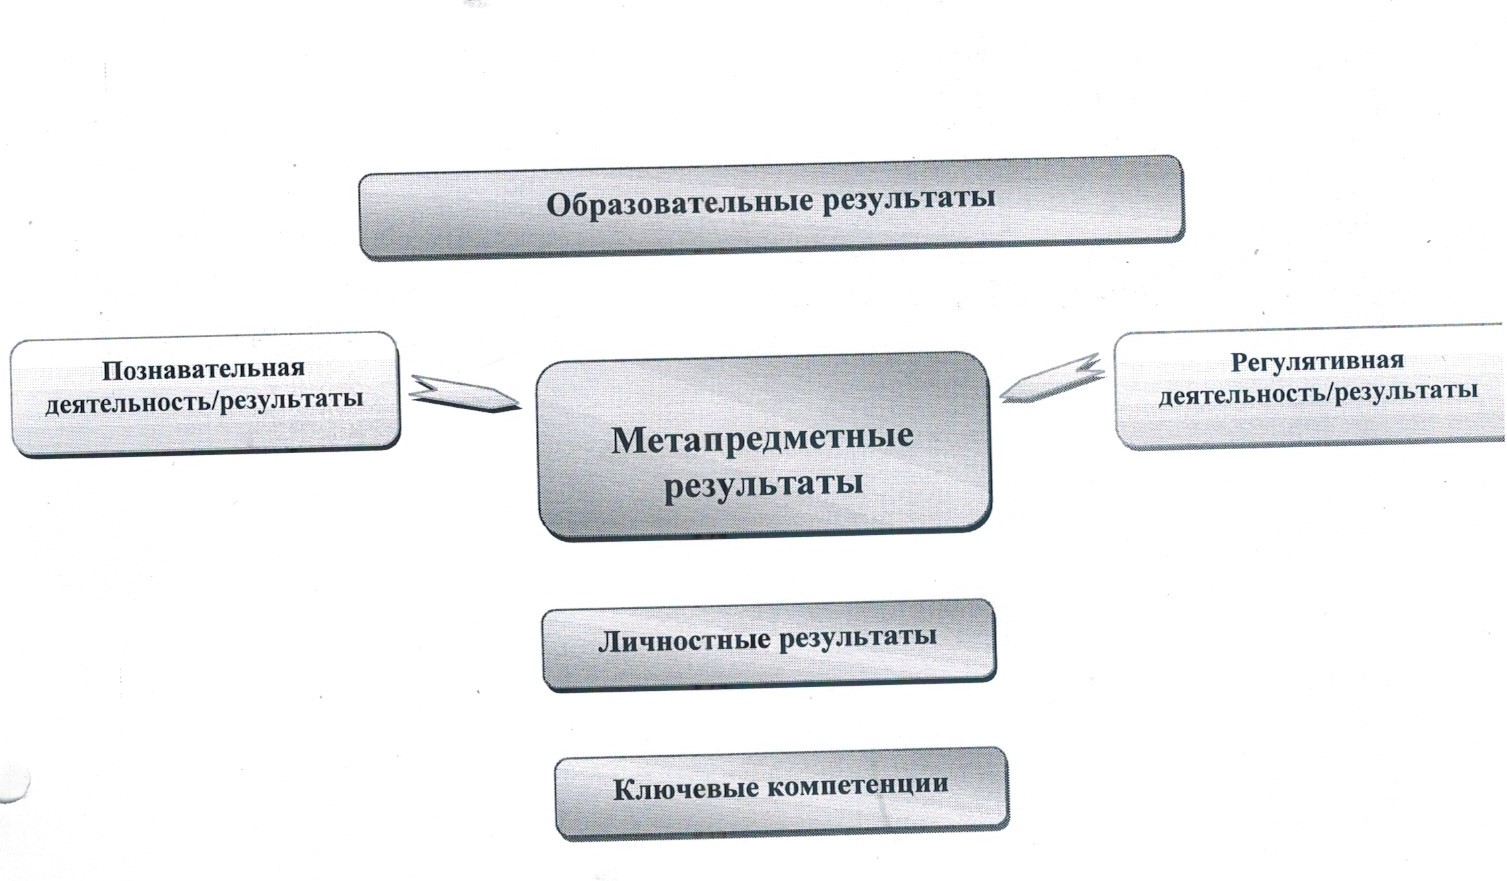 Образовательные результаты
Познавательная
деятельность/результаты
Метапредметные
результаты
Регулятивная
деятельность/результаты
Личностные результаты
Ключевые компетенции